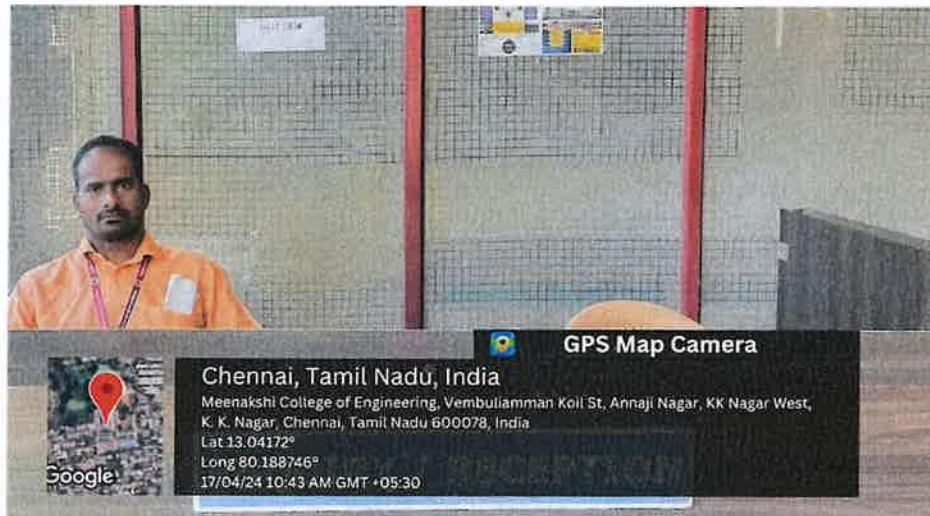 GPS Map Camera
Chennai, Tamil Nadu, India
Meenakshi College of Engineering, Vembuliamman Koil St, Annaji Nagar, KK Nagar West,
K. K. Nagar, Chennai, Tamil Nadu 600078, India
Lat 13.04172°
Long 80.188746°
17/04/24 10:43 AM GMT +05:30
Google